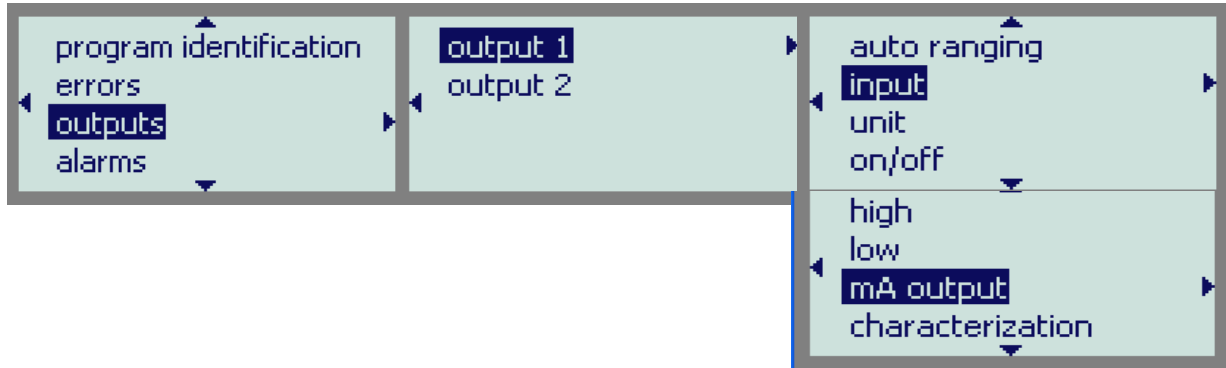 program identification
errors
outputs
alarms
output 1
output 2
auto ranging
input
unit
on/off
high
low
mA output
characterization